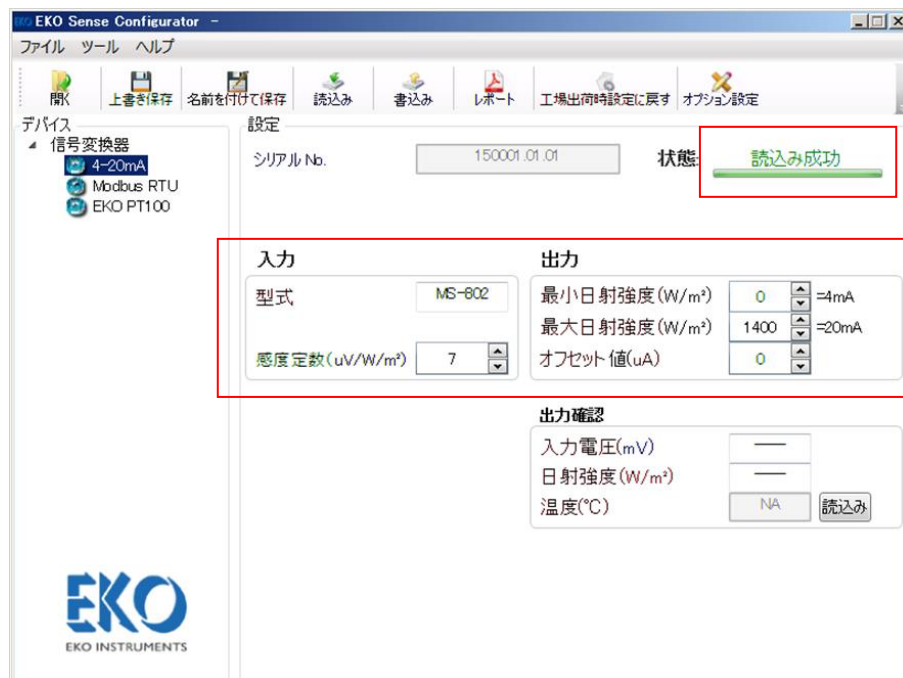 EKO Sense Configurator -
ファイル ツール ヘルプ
開く 上書き保存 名前を付けて保存 読込み 書込み レポート 工場出荷時設定に戻す オプション設定
デバイス
信号変換器
4-20mA
Modbus RTU
EKO PT100
設定
シリアル No. 150001.01.01 状態: 読込み成功
入力
型式 MS-802
感度定数(uV/W/m²) 7
出力
最小日射強度(W/m²) 0 =4mA
最大日射強度(W/m²) 1400 =20mA
オフセット値(uA) 0
出力確認
入力電圧(mV) ──
日射強度(W/m²) ──
温度(℃) NA 読込み
EKO
EKO INSTRUMENTS